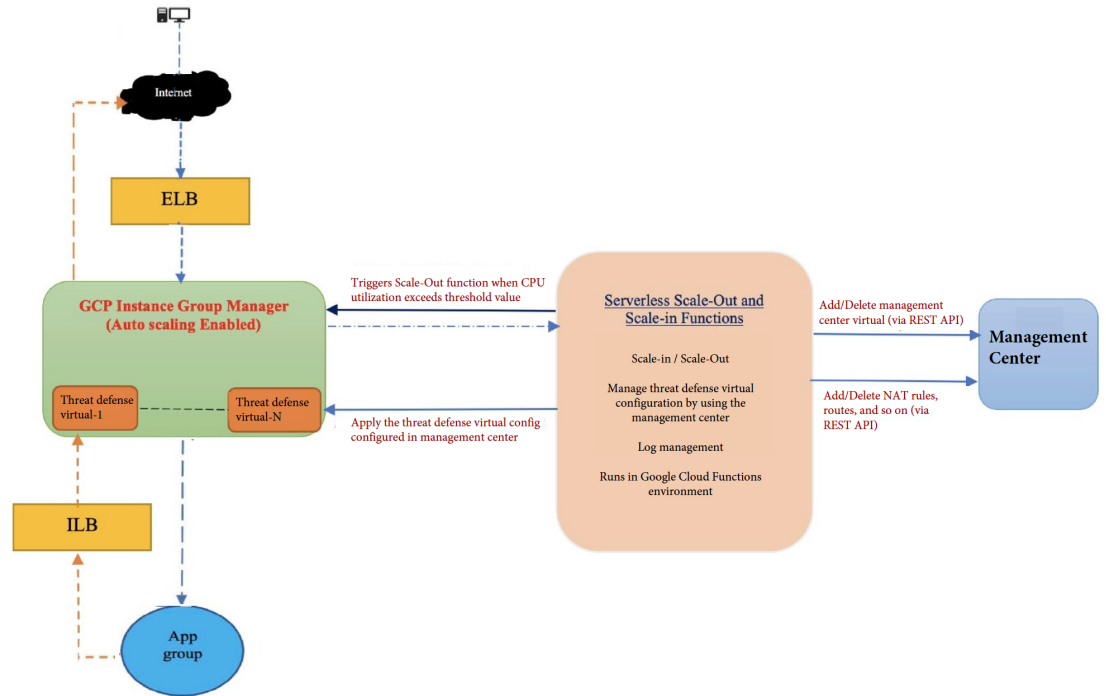 Internet
ELB
GCP Instance Group Manager
(Auto scaling Enabled)
Threat defense
virtual-1
Threat defense
virtual-N
ILB
App
group
Triggers Scale-Out function when CPU
utilization exceeds threshold value
Apply the threat defense virtual config
configured in management center
Serverless Scale-Out and
Scale-in Functions
Scale-in / Scale-Out
Manage threat defense virtual
configuration by using the
management center
Log management
Runs in Google Cloud Functions
environment
Add/Delete management
center virtual (via REST API)
Add/Delete NAT rules,
routes, and so on (via
REST API)
Management
Center